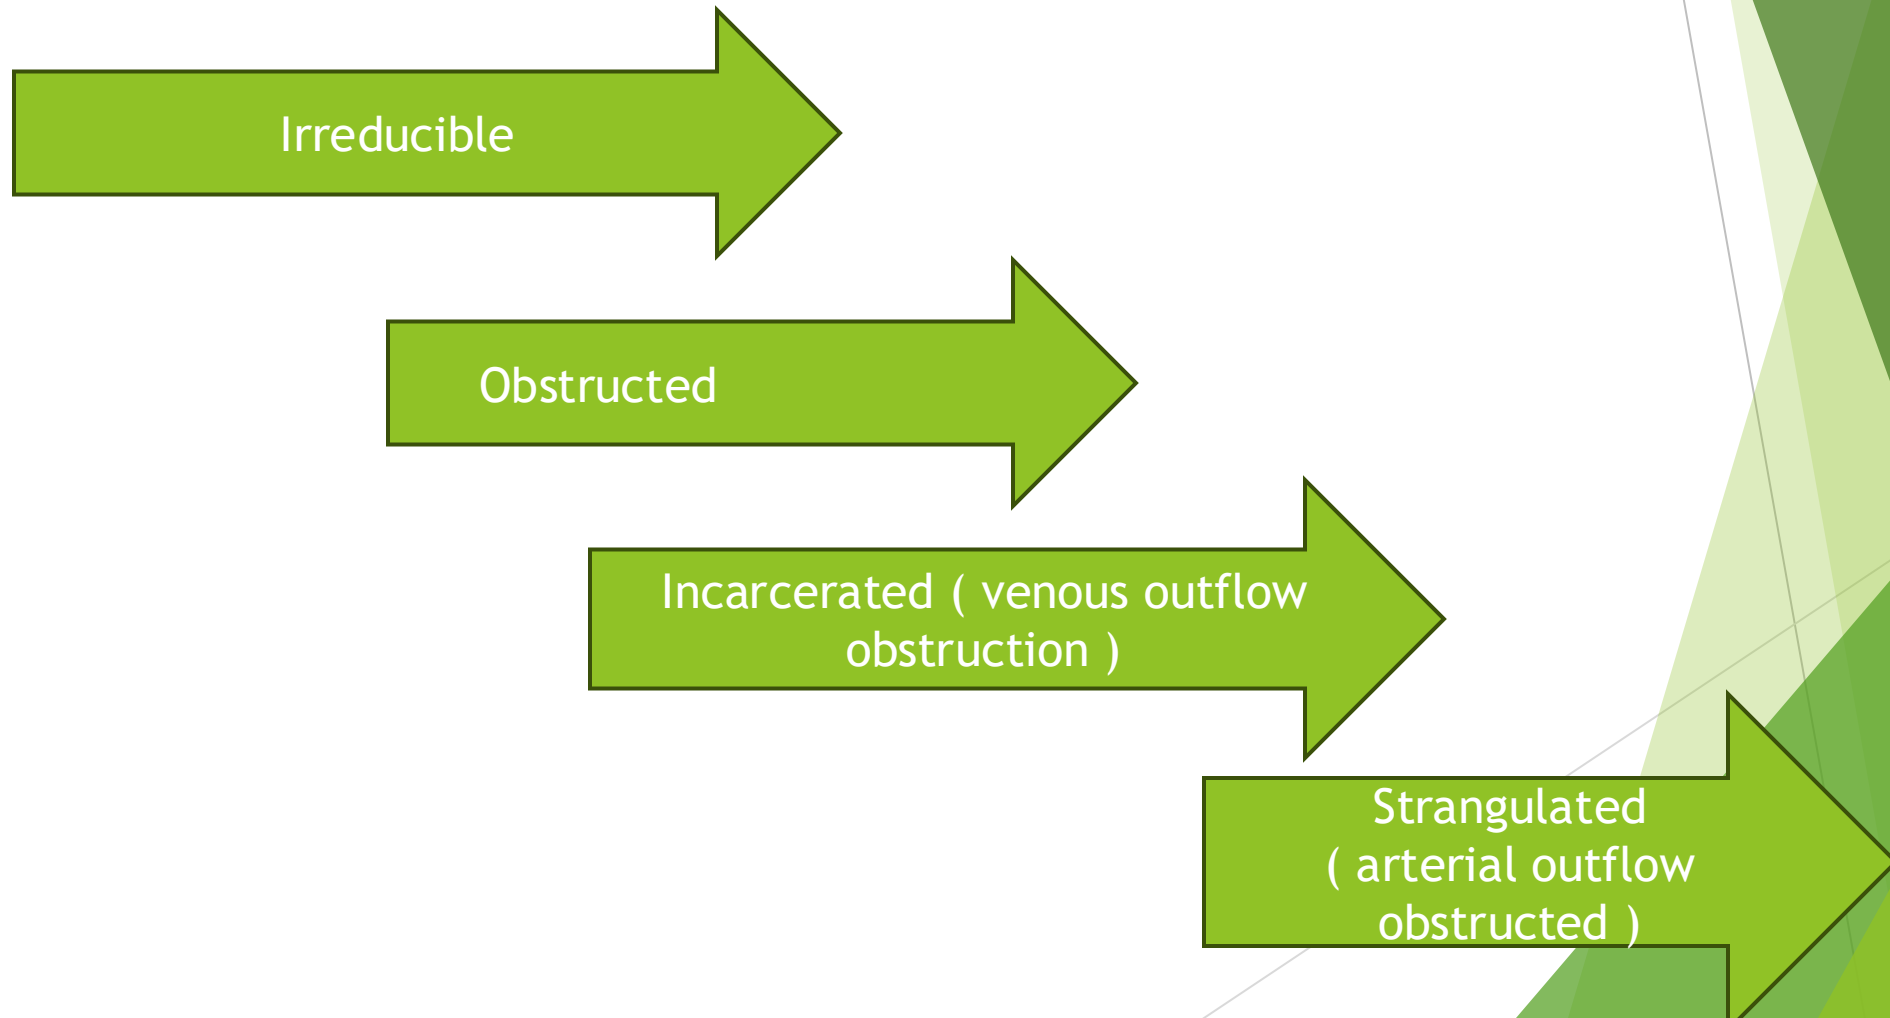 Irreducible
Obstructed
Incarcerated ( venous outflow
obstruction )
Strangulated
( arterial outflow
obstructed )